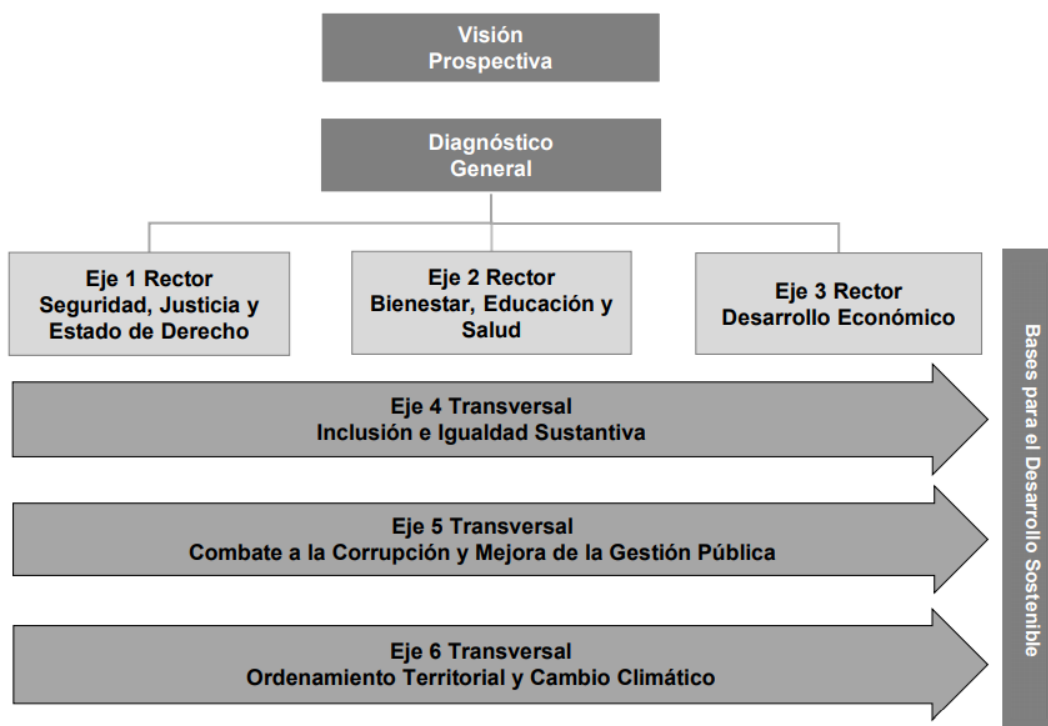 Visión
Prospectiva
Diagnóstico
General
Eje 1 Rector
Seguridad, Justicia y
Estado de Derecho
Eje 2 Rector
Bienestar, Educación y
Salud
Eje 3 Rector
Desarrollo Económico
Eje 4 Transversal
Inclusión e Igualdad Sustantiva
Eje 5 Transversal
Combate a la Corrupción y Mejora de la Gestión Pública
Eje 6 Transversal
Ordenamiento Territorial y Cambio Climático
Bases para el Desarrollo Sostenible